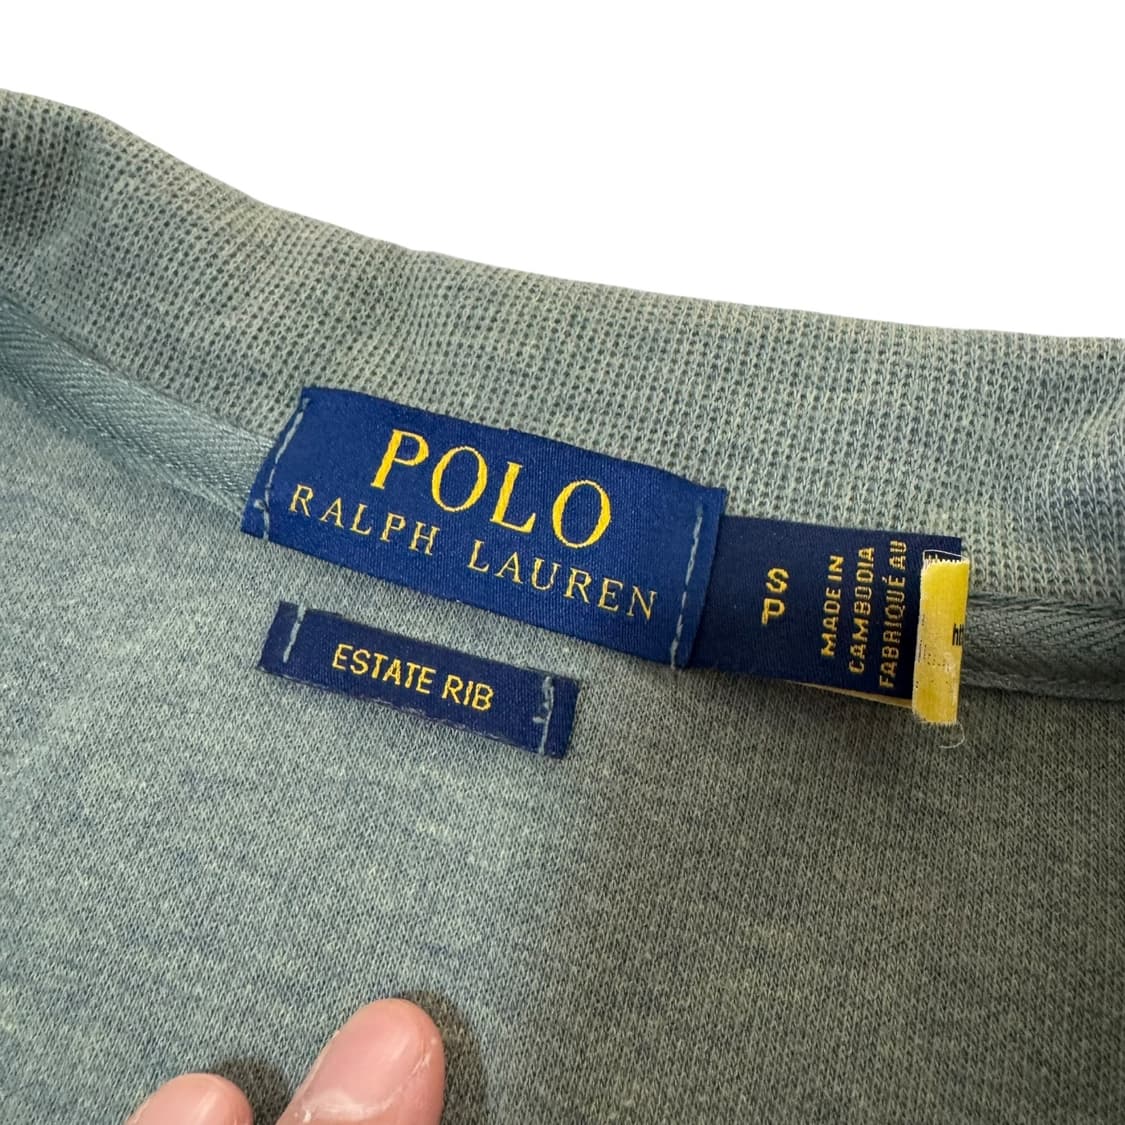 POLO
RALPH LAUREN
ESTATE RIB
S
P
MADE IN
CAMBODIA
FABRIQUÉ AU